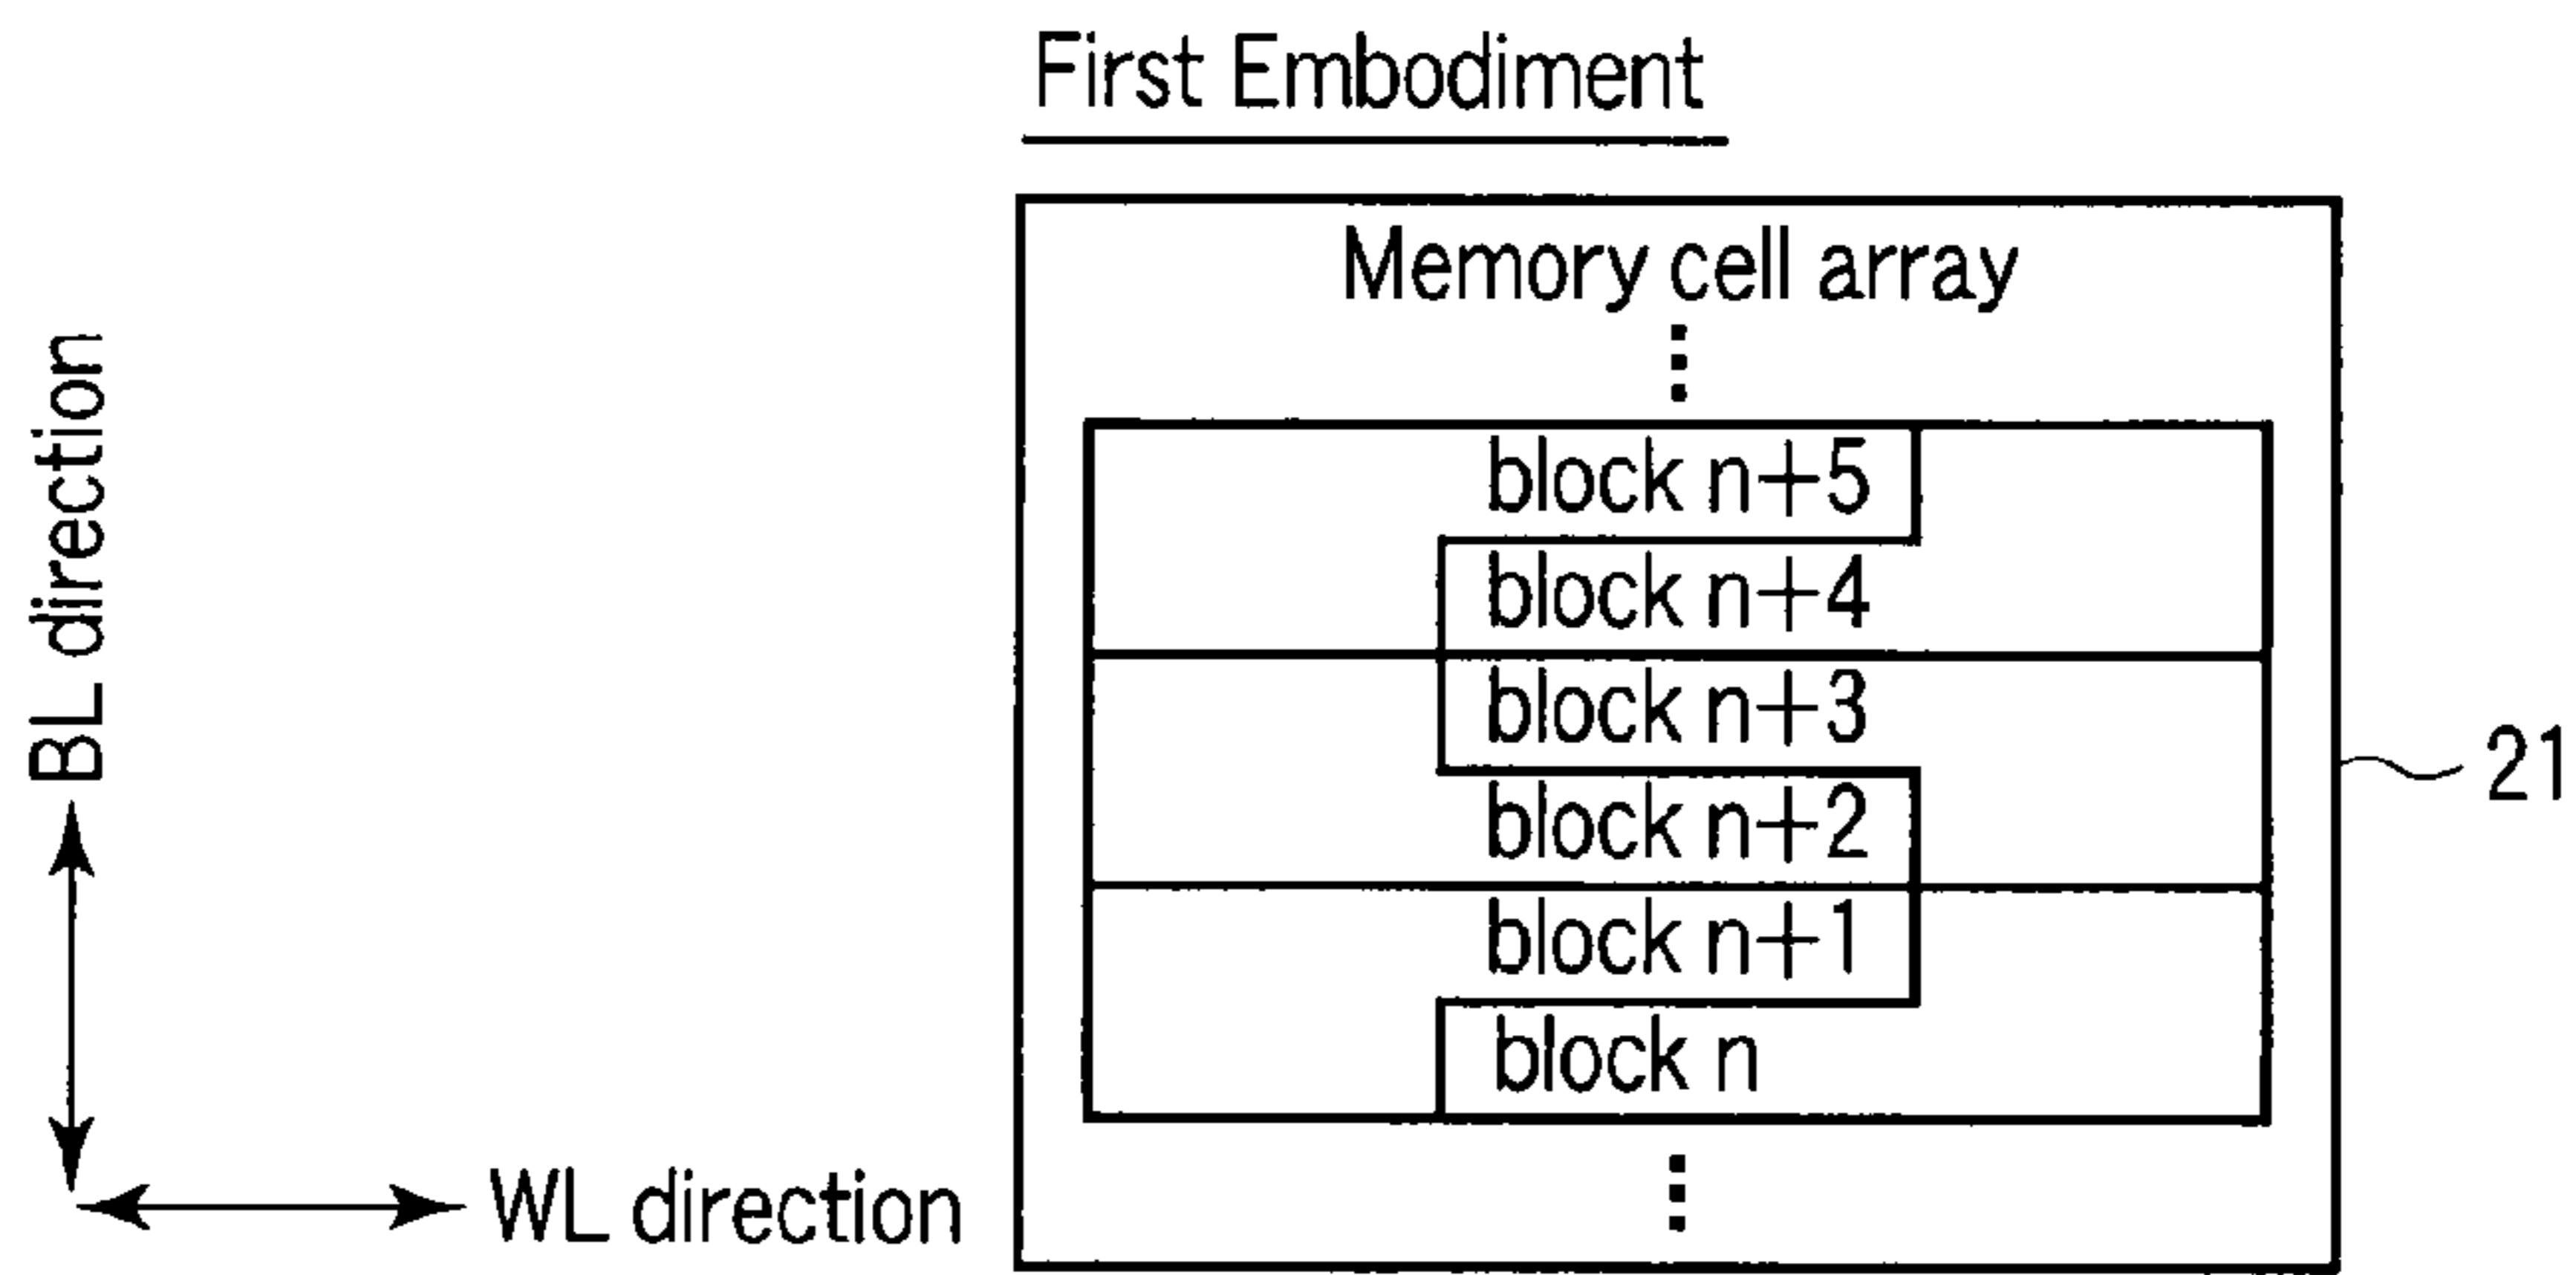 First Embodiment
Memory cell array
block n+5
block n+4
block n+3
block n+2
block n+1
block n
BL direction
WL direction
21